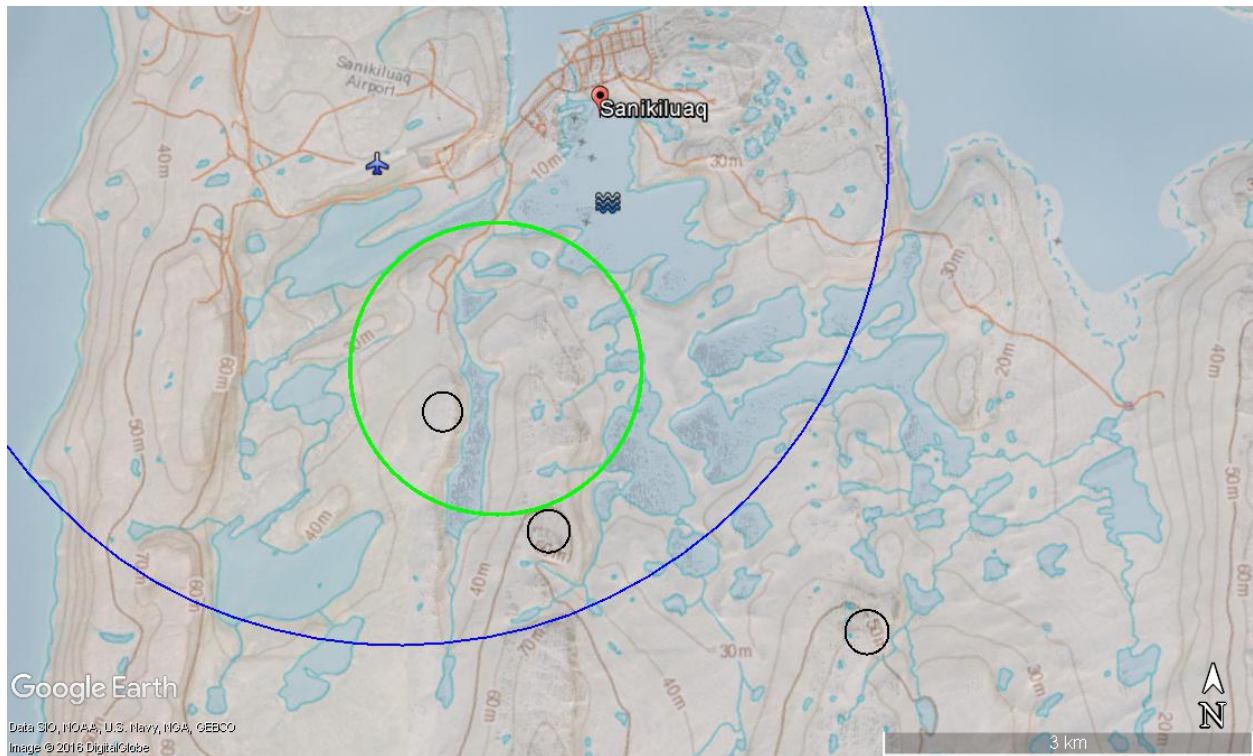 Sanikiluaq
Airport
Sanikiluaq
40m
10m
30m
20m
30m
60m
20m
40m
50m
40m
50m
60m
40m
70m
60m
50m
70m
30m
60m
40m
30m
20m
Google Earth
Data SIO, NOAA, U.S. Navy, NGA, GEBCO
Image © 2016 DigitalGlobe
N
3 km